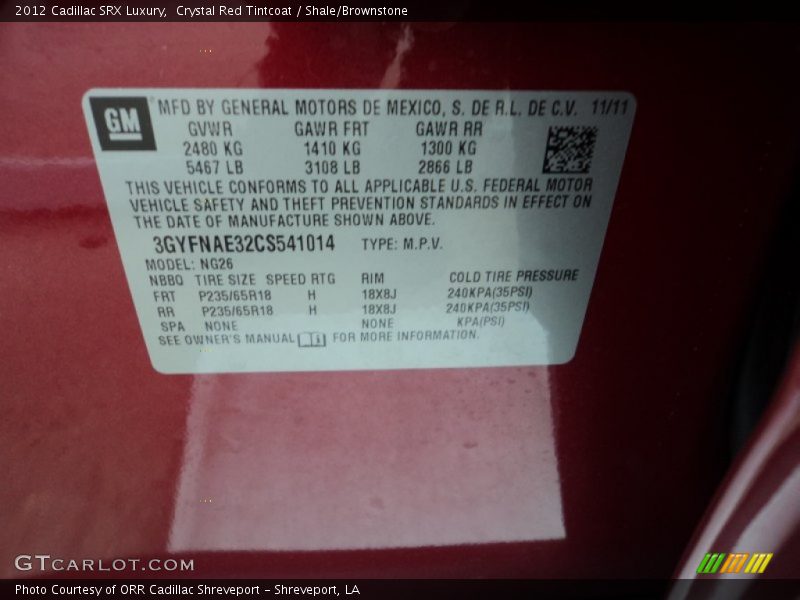 2012 Cadillac SRX Luxury,  Crystal Red Tintcoat / Shale/Brownstone
GM
MFD BY GENERAL MOTORS DE MEXICO, S. DE R.L. DE C.V. 11/11
GVWR GAWR FRT GAWR RR
2480 KG 1410 KG 1300 KG
5467 LB 3108 LB 2866 LB
THIS VEHICLE CONFORMS TO ALL APPLICABLE U.S. FEDERAL MOTOR
VEHICLE SAFETY AND THEFT PREVENTION STANDARDS IN EFFECT ON
THE DATE OF MANUFACTURE SHOWN ABOVE.
3GYFNAE32CS541014 TYPE: M.P.V.
MODEL: NG26
NBBQ TIRE SIZE SPEED RTG RIM COLD TIRE PRESSURE
FRT P235/65R18 H 18X8J 240KPA(35PSI)
RR P235/65R18 H 18X8J 240KPA(35PSI)
SPA NONE NONE KPA(PSI)
SEE OWNER'S MANUAL FOR MORE INFORMATION.
GTCARLOT.COM
Photo Courtesy of ORR Cadillac Shreveport - Shreveport, LA